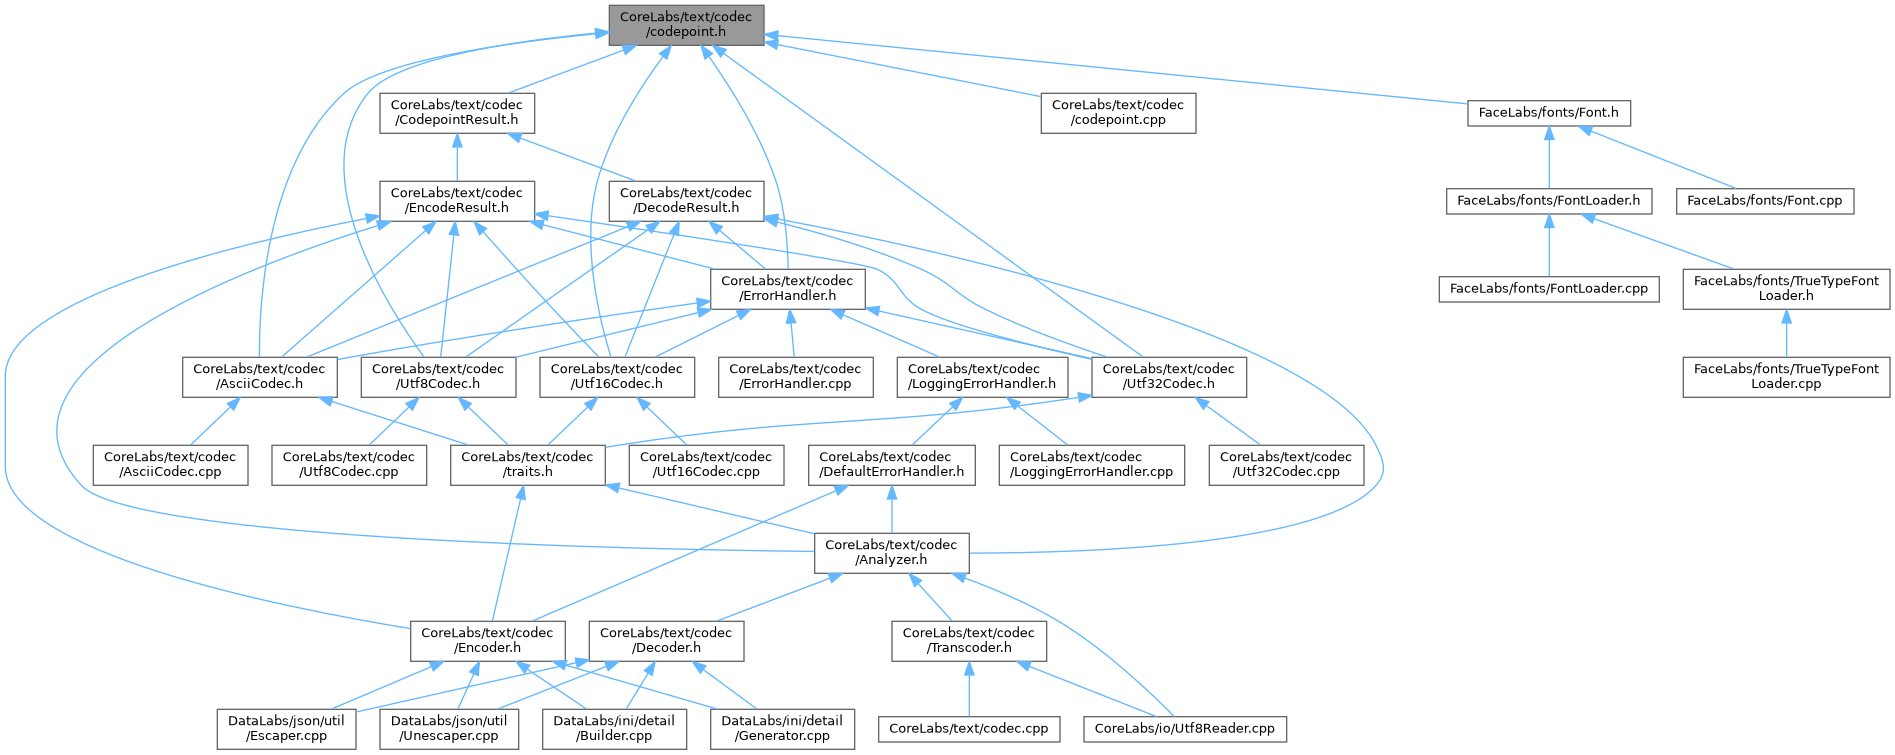 CoreLabs/text/codec
/codepoint.h
CoreLabs/text/codec
/CodepointResult.h
CoreLabs/text/codec
/codepoint.cpp
FaceLabs/fonts/Font.h
CoreLabs/text/codec
/EncodeResult.h
CoreLabs/text/codec
/DecodeResult.h
FaceLabs/fonts/FontLoader.h
FaceLabs/fonts/Font.cpp
CoreLabs/text/codec
/ErrorHandler.h
FaceLabs/fonts/FontLoader.cpp
FaceLabs/fonts/TrueTypeFont
Loader.h
CoreLabs/text/codec
/AsciiCodec.h
CoreLabs/text/codec
/Utf8Codec.h
CoreLabs/text/codec
/Utf16Codec.h
CoreLabs/text/codec
/ErrorHandler.cpp
CoreLabs/text/codec
/LoggingErrorHandler.h
CoreLabs/text/codec
/Utf32Codec.h
FaceLabs/fonts/TrueTypeFont
Loader.cpp
CoreLabs/text/codec
/AsciiCodec.cpp
CoreLabs/text/codec
/Utf8Codec.cpp
CoreLabs/text/codec
/traits.h
CoreLabs/text/codec
/Utf16Codec.cpp
CoreLabs/text/codec
/DefaultErrorHandler.h
CoreLabs/text/codec
/LoggingErrorHandler.cpp
CoreLabs/text/codec
/Utf32Codec.cpp
CoreLabs/text/codec
/Analyzer.h
CoreLabs/text/codec
/Encoder.h
CoreLabs/text/codec
/Decoder.h
CoreLabs/text/codec
/Transcoder.h
DataLabs/json/util
/Escaper.cpp
DataLabs/json/util
/Unescaper.cpp
DataLabs/ini/detail
/Builder.cpp
DataLabs/ini/detail
/Generator.cpp
CoreLabs/text/codec.cpp
CoreLabs/io/Utf8Reader.cpp